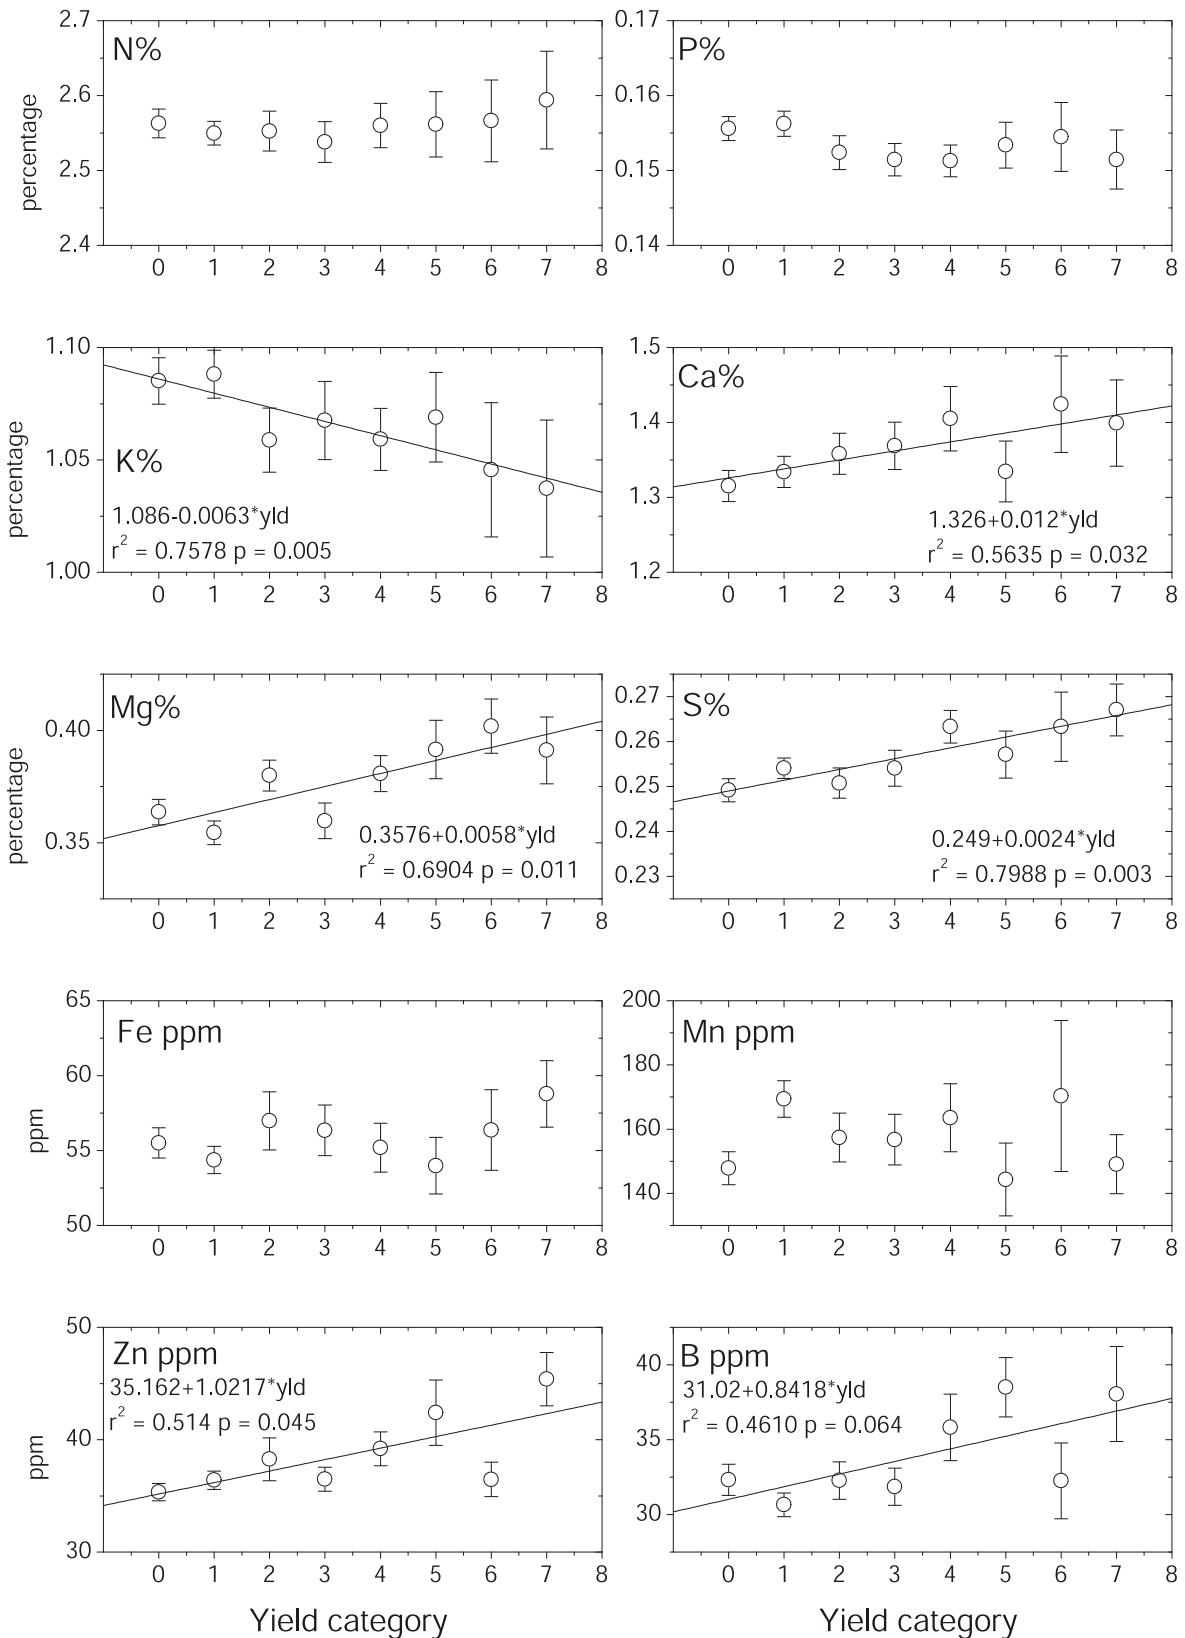 2.7
2.6
2.5
2.4
percentage
N%
0 1 2 3 4 5 6 7 8
0.17
0.16
0.15
0.14
P%
0 1 2 3 4 5 6 7 8
1.10
1.05
1.00
percentage
K%
1.086-0.0063*yld
r² = 0.7578 p = 0.005
0 1 2 3 4 5 6 7 8
1.5
1.4
1.3
1.2
Ca%
1.326+0.012*yld
r² = 0.5635 p = 0.032
0 1 2 3 4 5 6 7 8
0.40
0.35
percentage
Mg%
0.3576+0.0058*yld
r² = 0.6904 p = 0.011
0 1 2 3 4 5 6 7 8
0.27
0.26
0.25
0.24
0.23
S%
0.249+0.0024*yld
r² = 0.7988 p = 0.003
0 1 2 3 4 5 6 7 8
65
60
55
50
ppm
Fe ppm
0 1 2 3 4 5 6 7 8
200
180
160
140
Mn ppm
0 1 2 3 4 5 6 7 8
50
40
30
ppm
Zn ppm
35.162+1.0217*yld
r² = 0.514 p = 0.045
0 1 2 3 4 5 6 7 8
Yield category
40
35
30
B ppm
31.02+0.8418*yld
r² = 0.4610 p = 0.064
0 1 2 3 4 5 6 7 8
Yield category